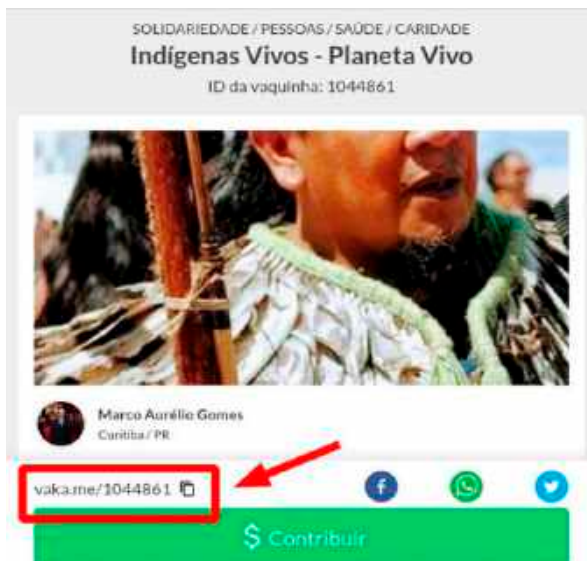 SOLIDARIEDADE / PESSOAS / SAÚDE / CARIDADE
Indígenas Vivos - Planeta Vivo
ID da vaquinha: 1044861
Marco Aurélio Gomes
Curitiba / PR
vaka.me/1044861
$ Contribuir